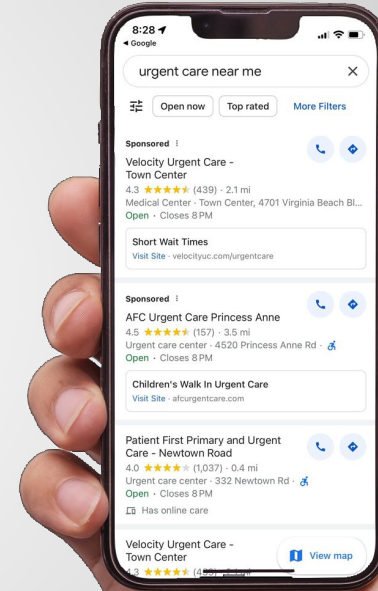 8:28
◀ Google
urgent care near me
Open now
Top rated
More Filters
Sponsored
Velocity Urgent Care -
Town Center
4.3 ★★★★★ (439) · 2.1 mi
Medical Center · Town Center, 4701 Virginia Beach Bl...
Open · Closes 8 PM
Short Wait Times
Visit Site · velocityuc.com/urgentcare
Sponsored
AFC Urgent Care Princess Anne
4.5 ★★★★★ (157) · 3.5 mi
Urgent care center · 4520 Princess Anne Rd ·
Open · Closes 8 PM
Children's Walk In Urgent Care
Visit Site · afcurgentcare.com
Patient First Primary and Urgent
Care - Newtown Road
4.0 ★★★★★ (1,037) · 0.4 mi
Urgent care center · 332 Newtown Rd ·
Open · Closes 8 PM
Has online care
Velocity Urgent Care -
Town Center
View map
4.3 ★★★★★